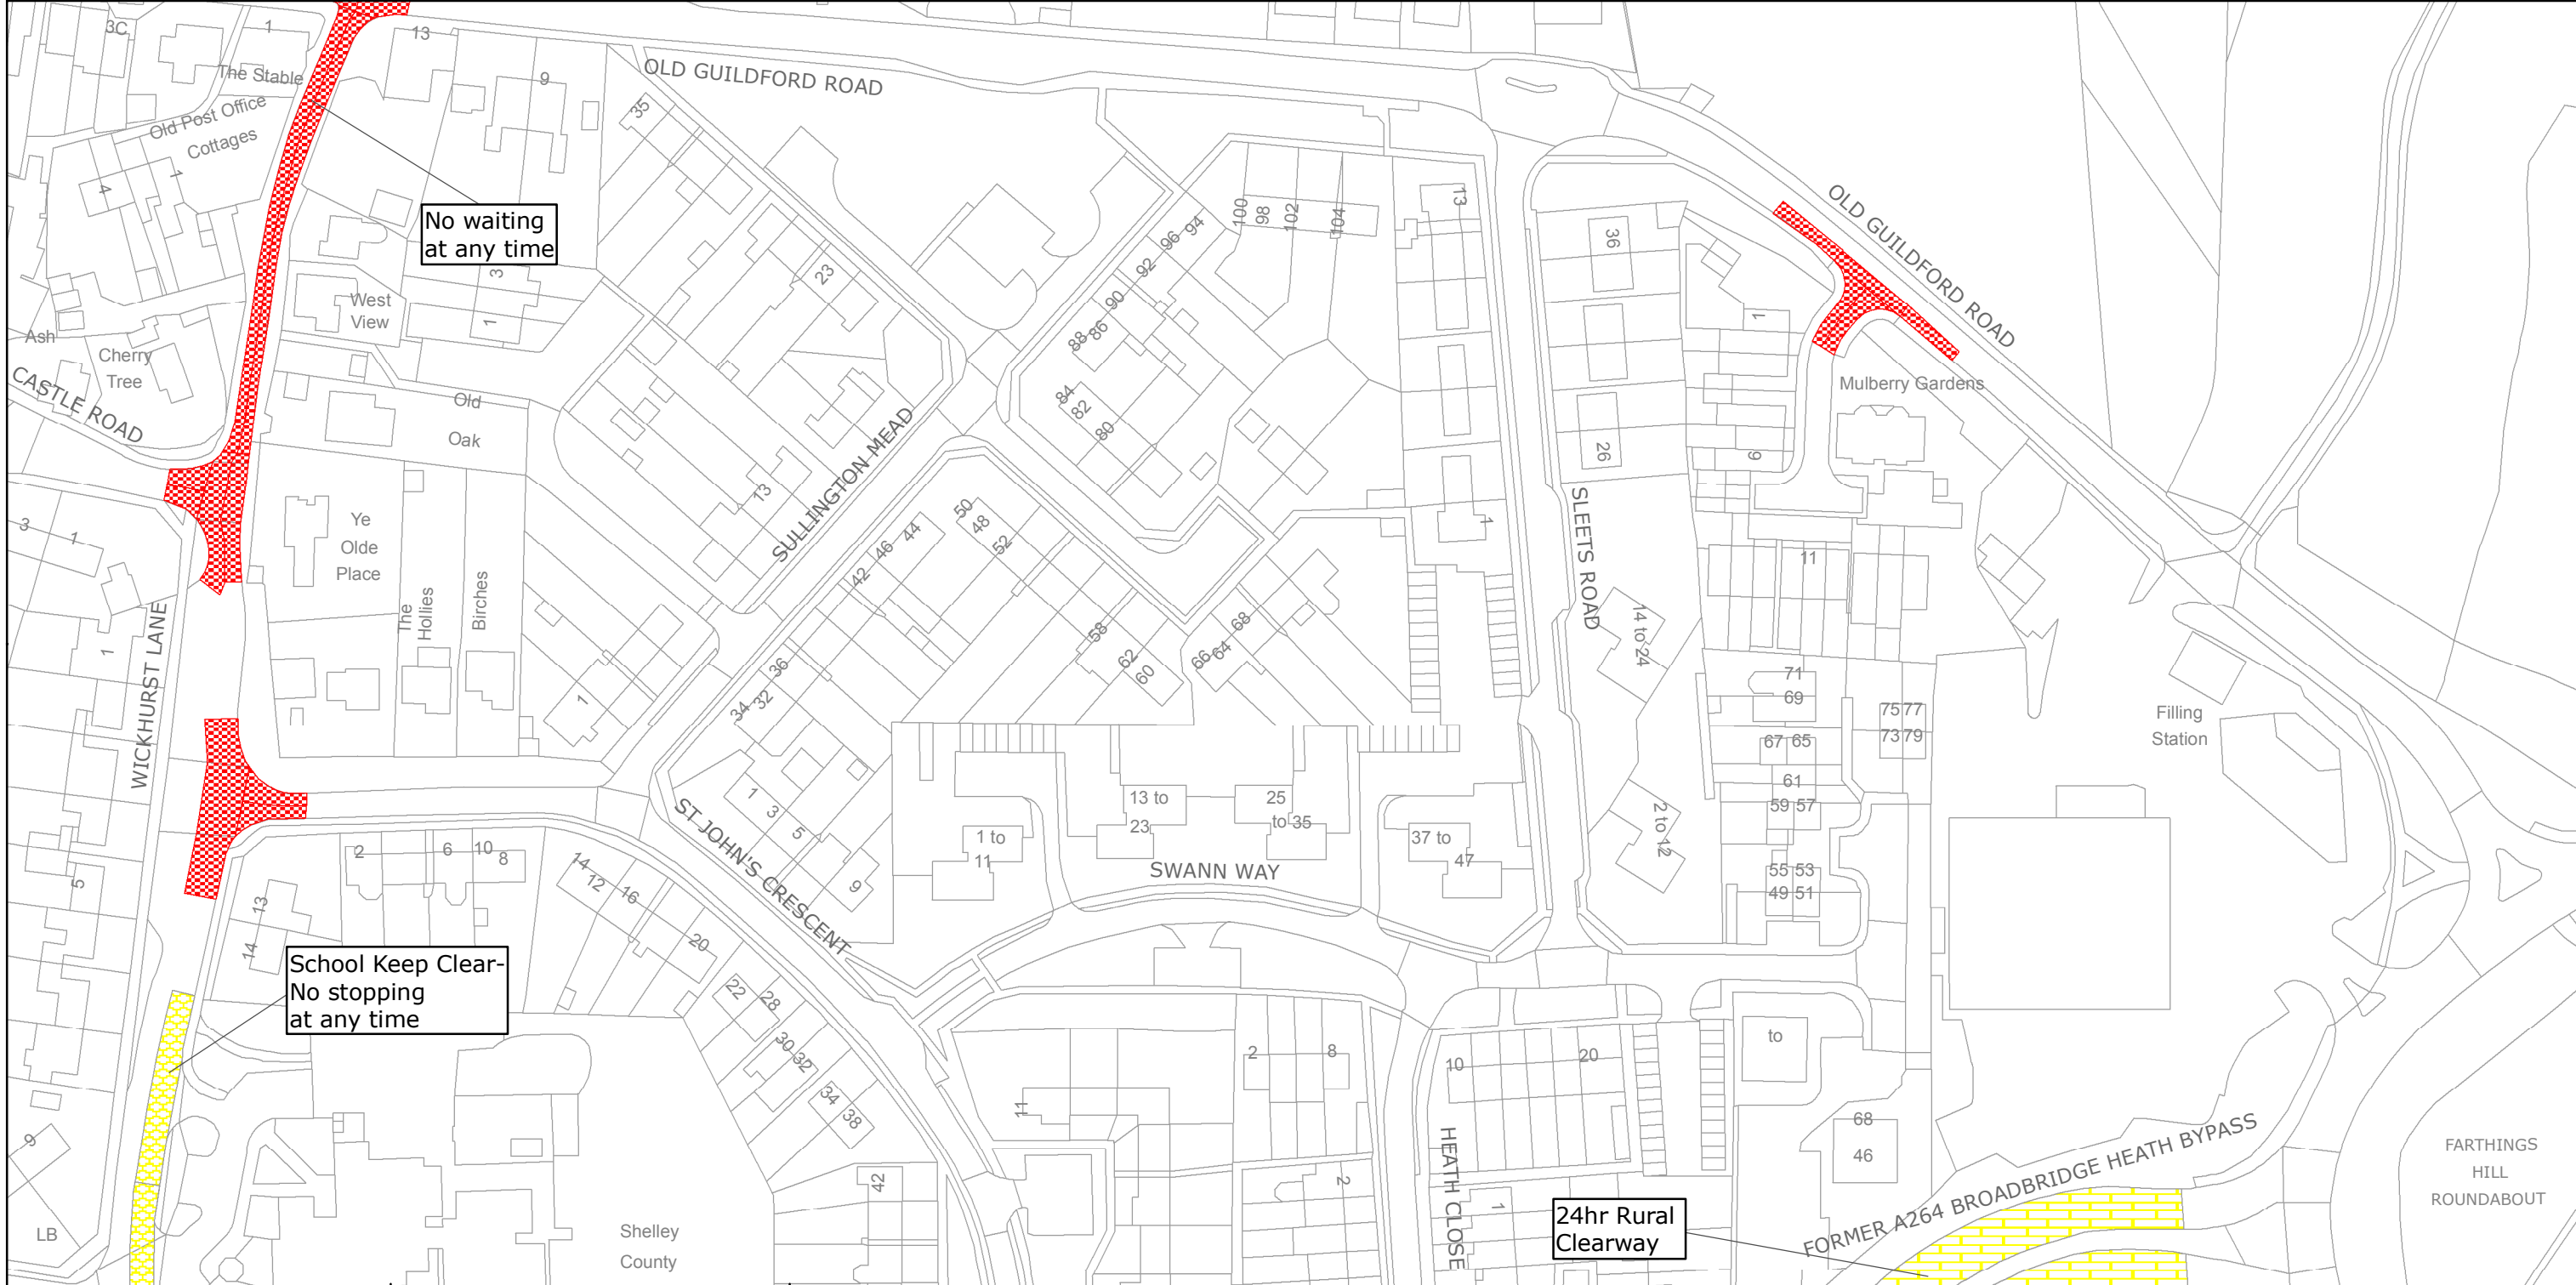 3C
1
13
The Stable
9
Old Post Office
Cottages
4
1
35
OLD GUILDFORD ROAD
No waiting
at any time
3
1
West
View
23
Ash
Cherry
Tree
CASTLE ROAD
Old
Oak
13
SULLINGTON MEAD
100
98
102
104
94
96
92
90
88
86
84
82
80
13
1
36
26
SLEETS ROAD
OLD GUILDFORD ROAD
1
6
Mulberry Gardens
11
3
1
Ye
Olde
Place
The
Hollies
Birches
1
WICKHURST LANE
1
50
48
52
44
46
42
36
32
34
58
62
60
66
64
68
14 to 24
71
69
75 77
73 79
67 65
61
59 57
55 53
49 51
2 to 12
Filling
Station
1
3
5
9
ST JOHN'S CRESCENT
1 to
11
13 to
23
25
to 35
37 to
47
SWANN WAY
2
6
10
8
14
12
16
20
5
13
14
School Keep Clear-
No stopping
at any time
22
28
30
32
34
38
42
9
LB
Shelley
County
11
2
8
2
10
20
HEATH CLOSE
1
to
68
46
24hr Rural
Clearway
FORMER A264 BROADBRIDGE HEATH BYPASS
FARTHINGS
HILL
ROUNDABOUT